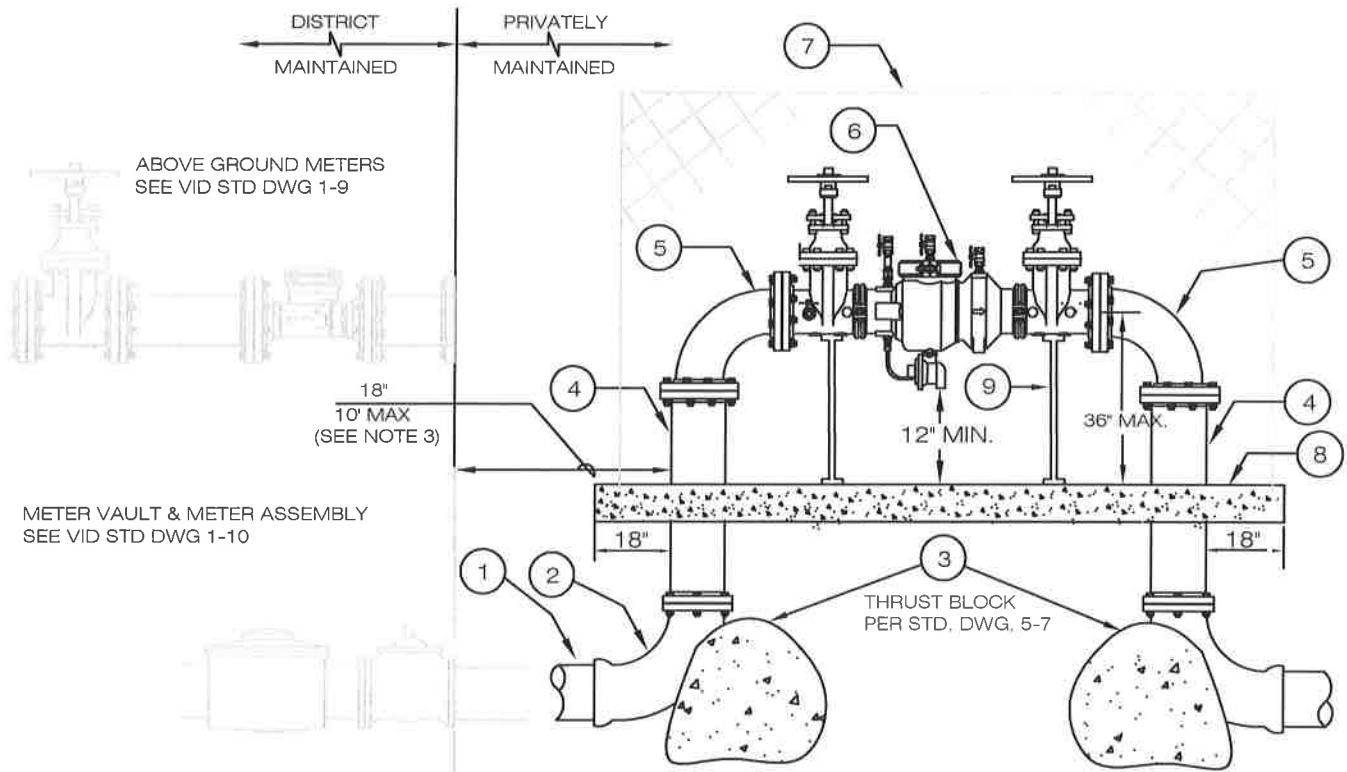 DISTRICT
MAINTAINED
PRIVATELY
MAINTAINED
7
6
ABOVE GROUND METERS
SEE VID STD DWG 1-9
5
5
18"
10' MAX
(SEE NOTE 3)
4
9
4
12" MIN.
36" MAX.
8
METER VAULT & METER ASSEMBLY
SEE VID STD DWG 1-10
18"
18"
1
2
3
THRUST BLOCK
PER STD, DWG, 5-7